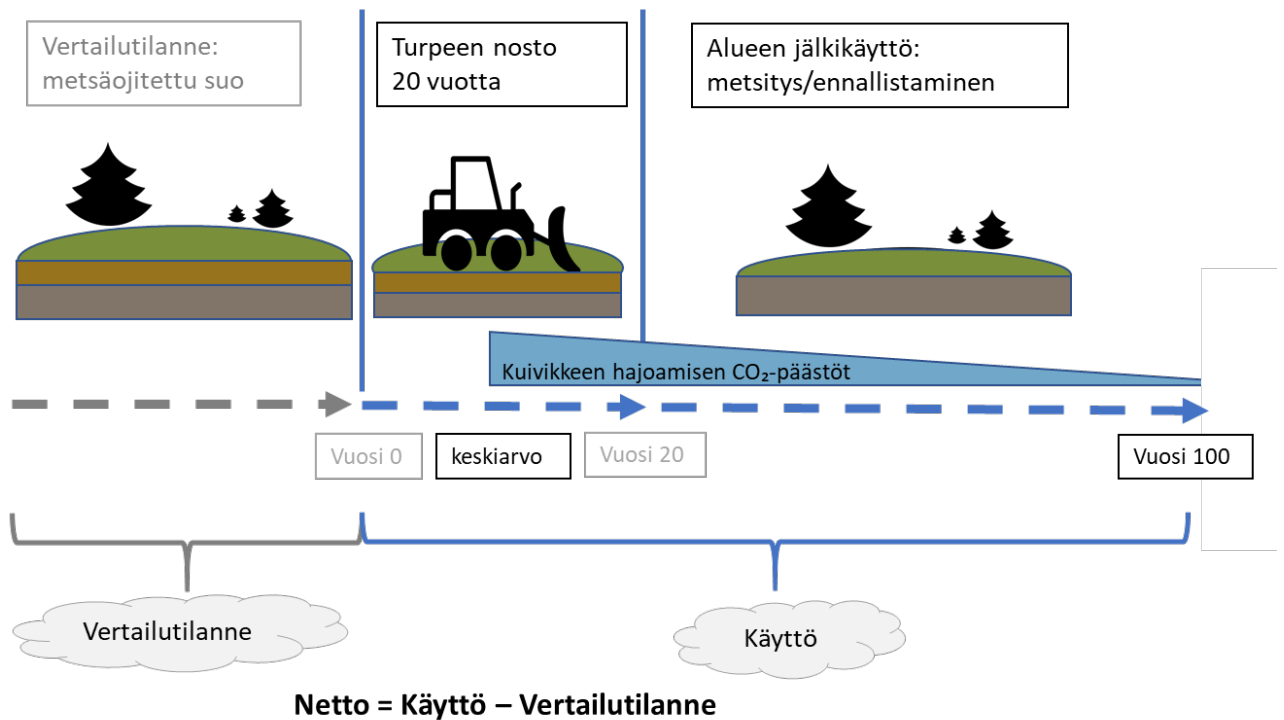 Vertailutilanne:
metsäojitettu suo
Turpeen nosto
20 vuotta
Alueen jälkikäyttö:
metsitys/ennallistaminen
Kuivikkeen hajoamisen CO₂-päästöt
Vuosi 0
keskiarvo
Vuosi 20
Vuosi 100
Vertailutilanne
Käyttö
Netto = Käyttö – Vertailutilanne